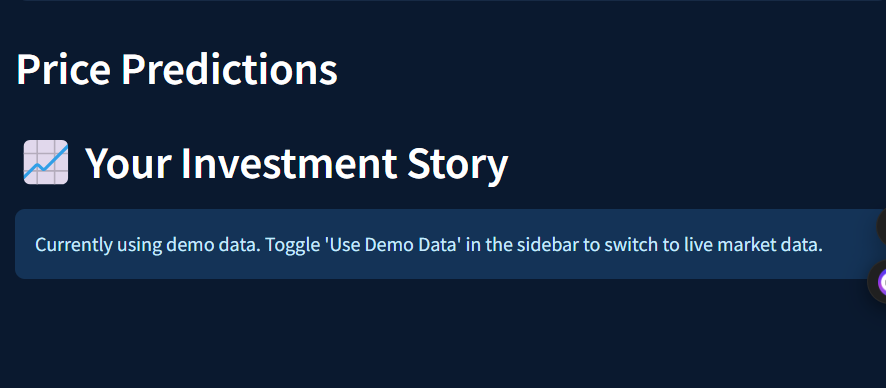 Price Predictions
Your Investment Story
Currently using demo data. Toggle 'Use Demo Data' in the sidebar to switch to live market data.